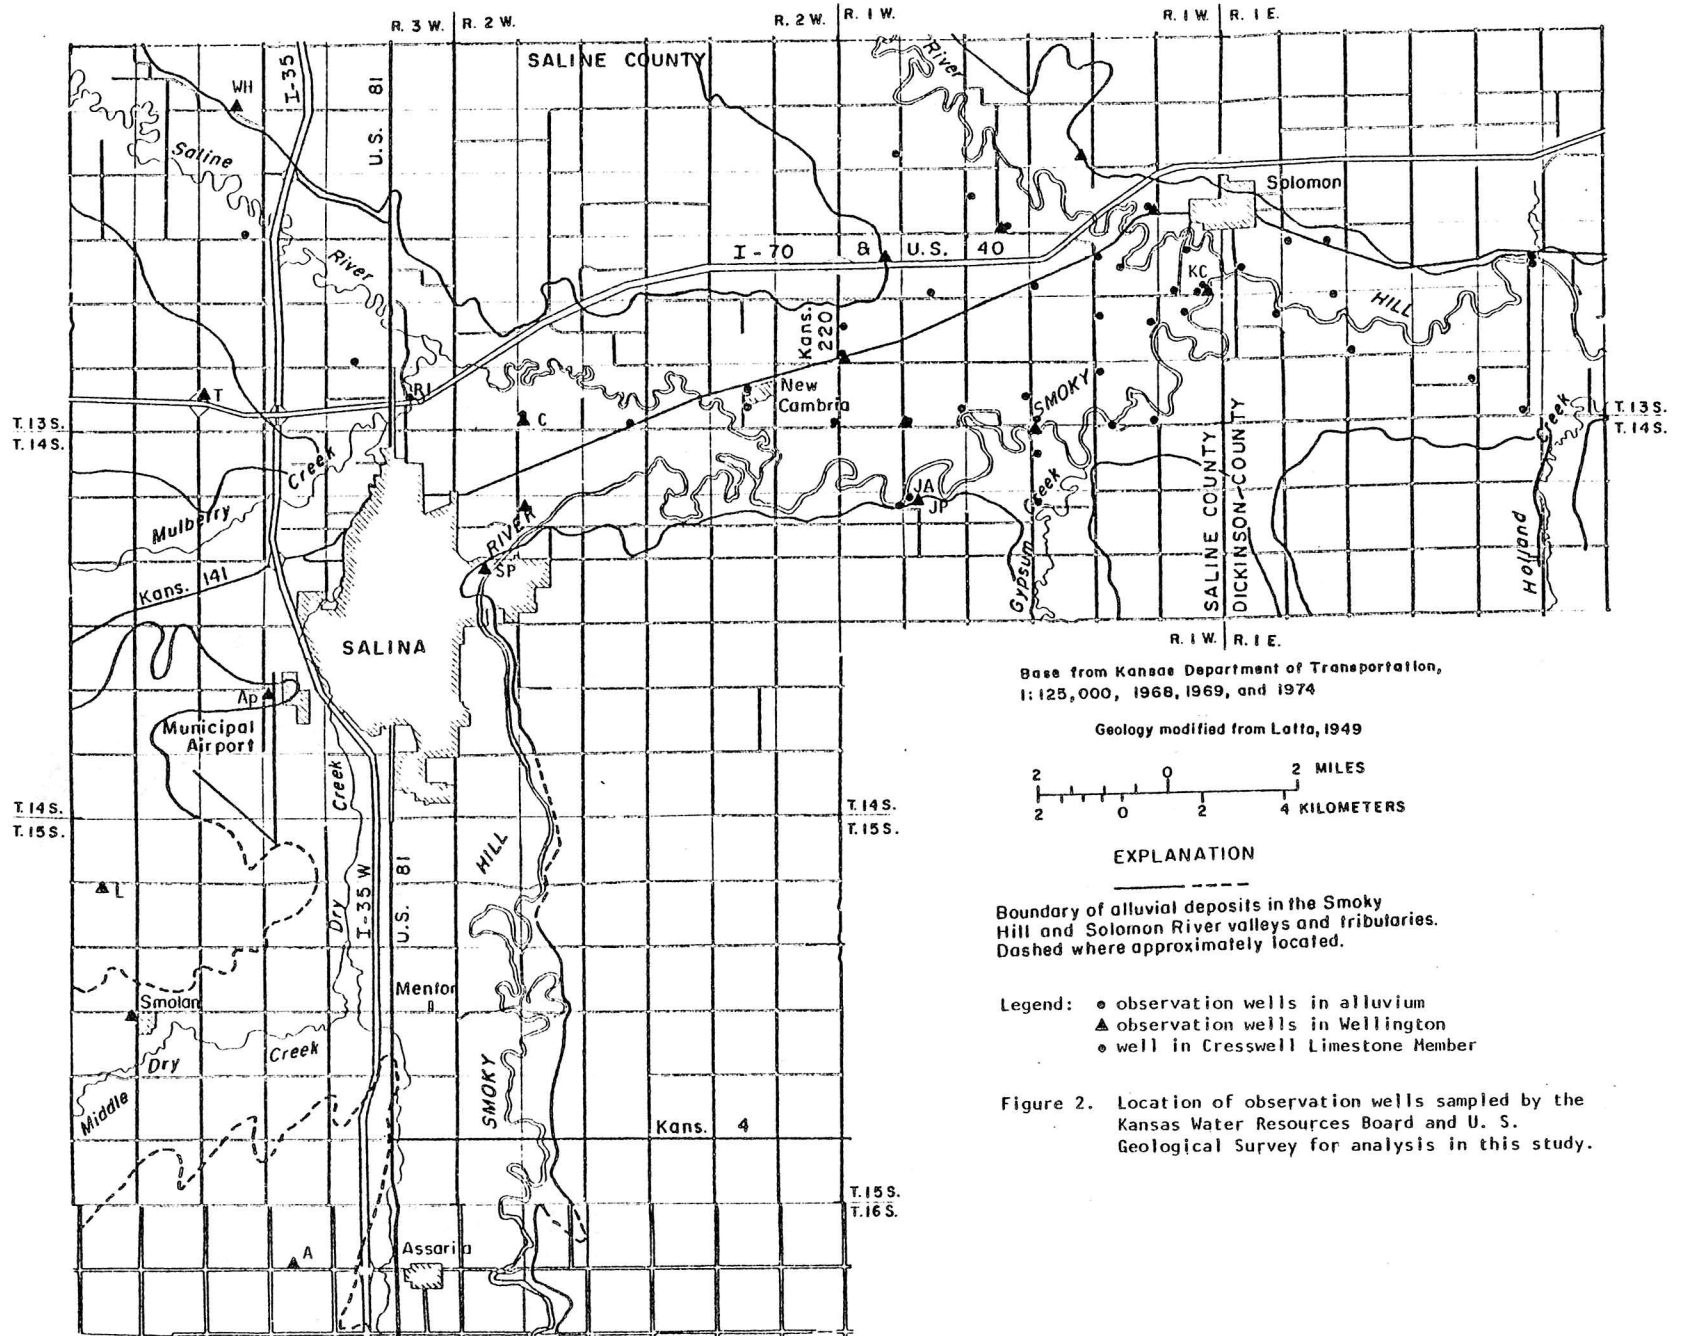 R. 3 W. R. 2 W.
R. 2 W. R. 1 W.
R. 1 W. R. 1 E.
SALINE COUNTY
I-35
U.S. 81
WH
River
Saline
River
Solomon
I-70 & U.S. 40
KC
HILL
Kans. 220
T
RI
C
New
Cambria
SMOKY
T. 13 S.
T. 14 S.
T. 13 S.
T. 14 S.
Creek
Creek
Mulberry
JA
JP
Creek
Gypsum
SALINE COUNTY
DICKINSON COUNTY
Holland
RIVER
SP
Kans. 141
SALINA
R. 1 W. R. 1 E.
Base from Kansas Department of Transportation,
1:125,000, 1968, 1969, and 1974
Geology modified from Latta, 1949
Ap
Municipal
Airport
2 0 2 MILES
2 0 2 4 KILOMETERS
Creek
T. 14 S.
T. 15 S.
T. 14 S.
T. 15 S.
HILL
EXPLANATION
L
Dry
I-35 W
U.S. 81
Boundary of alluvial deposits in the Smoky
Hill and Solomon River valleys and tributaries.
Dashed where approximately located.
Smolan
Mentor
Legend: observation wells in alluvium
observation wells in Wellington
well in Cresswell Limestone Member
Dry Creek
Middle
SMOKY
Kans. 4
Figure 2. Location of observation wells sampled by the
Kansas Water Resources Board and U. S.
Geological Survey for analysis in this study.
T. 15 S.
T. 16 S.
A
Assaria